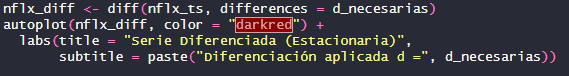 nflx_diff <- diff(nflx_ts, differences = d_necesarias)
autoplot(nflx_diff, color = "darkred") +
labs(title = "Serie Diferenciada (Estacionaria)",
subtitle = paste("Diferenciación aplicada d =", d_necesarias))